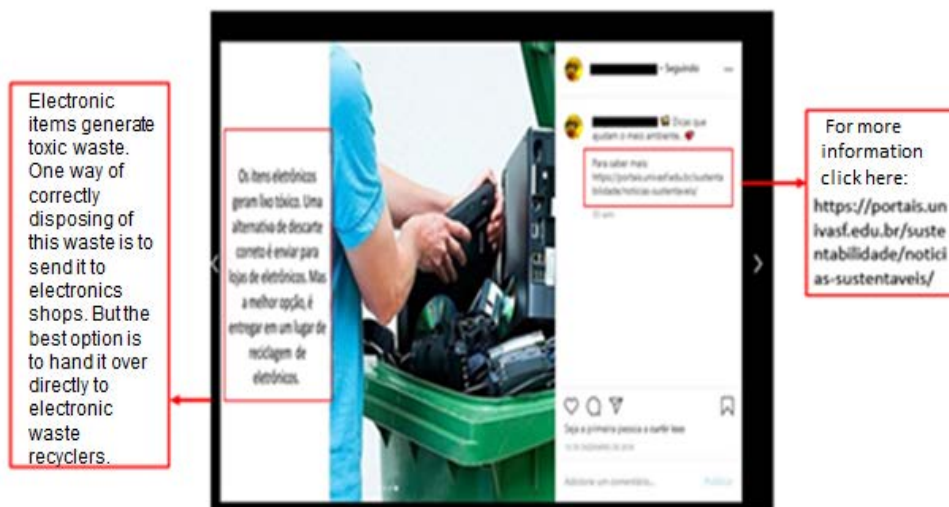 Electronic
items generate
toxic waste.
One way of
correctly
disposing of
this waste is to
send it to
electronics
shops. But the
best option is
to hand it over
directly to
electronic
waste
recyclers.
Os itens eletrônicos
geram lixo tóxico. Uma
alternativa de descarte
correto é enviar para
lojas de eletrônicos. Mas
a melhor opção, é
entregar em um lugar de
reciclagem de
eletrônicos.
• Seguindo
Dicas que
ajudam o meio ambiente.
Para saber mais:
https://portais.univasf.edu.br/sustenta
bilidade/noticias-sustentaveis/
Seja a primeira pessoa a curtir isso
DE DEZEMBRO DE
Adicione um comentário...
Publicar
For more
information
click here:
https://portais.un
ivasf.edu.br/suste
ntabilidade/notici
as-sustentaveis/